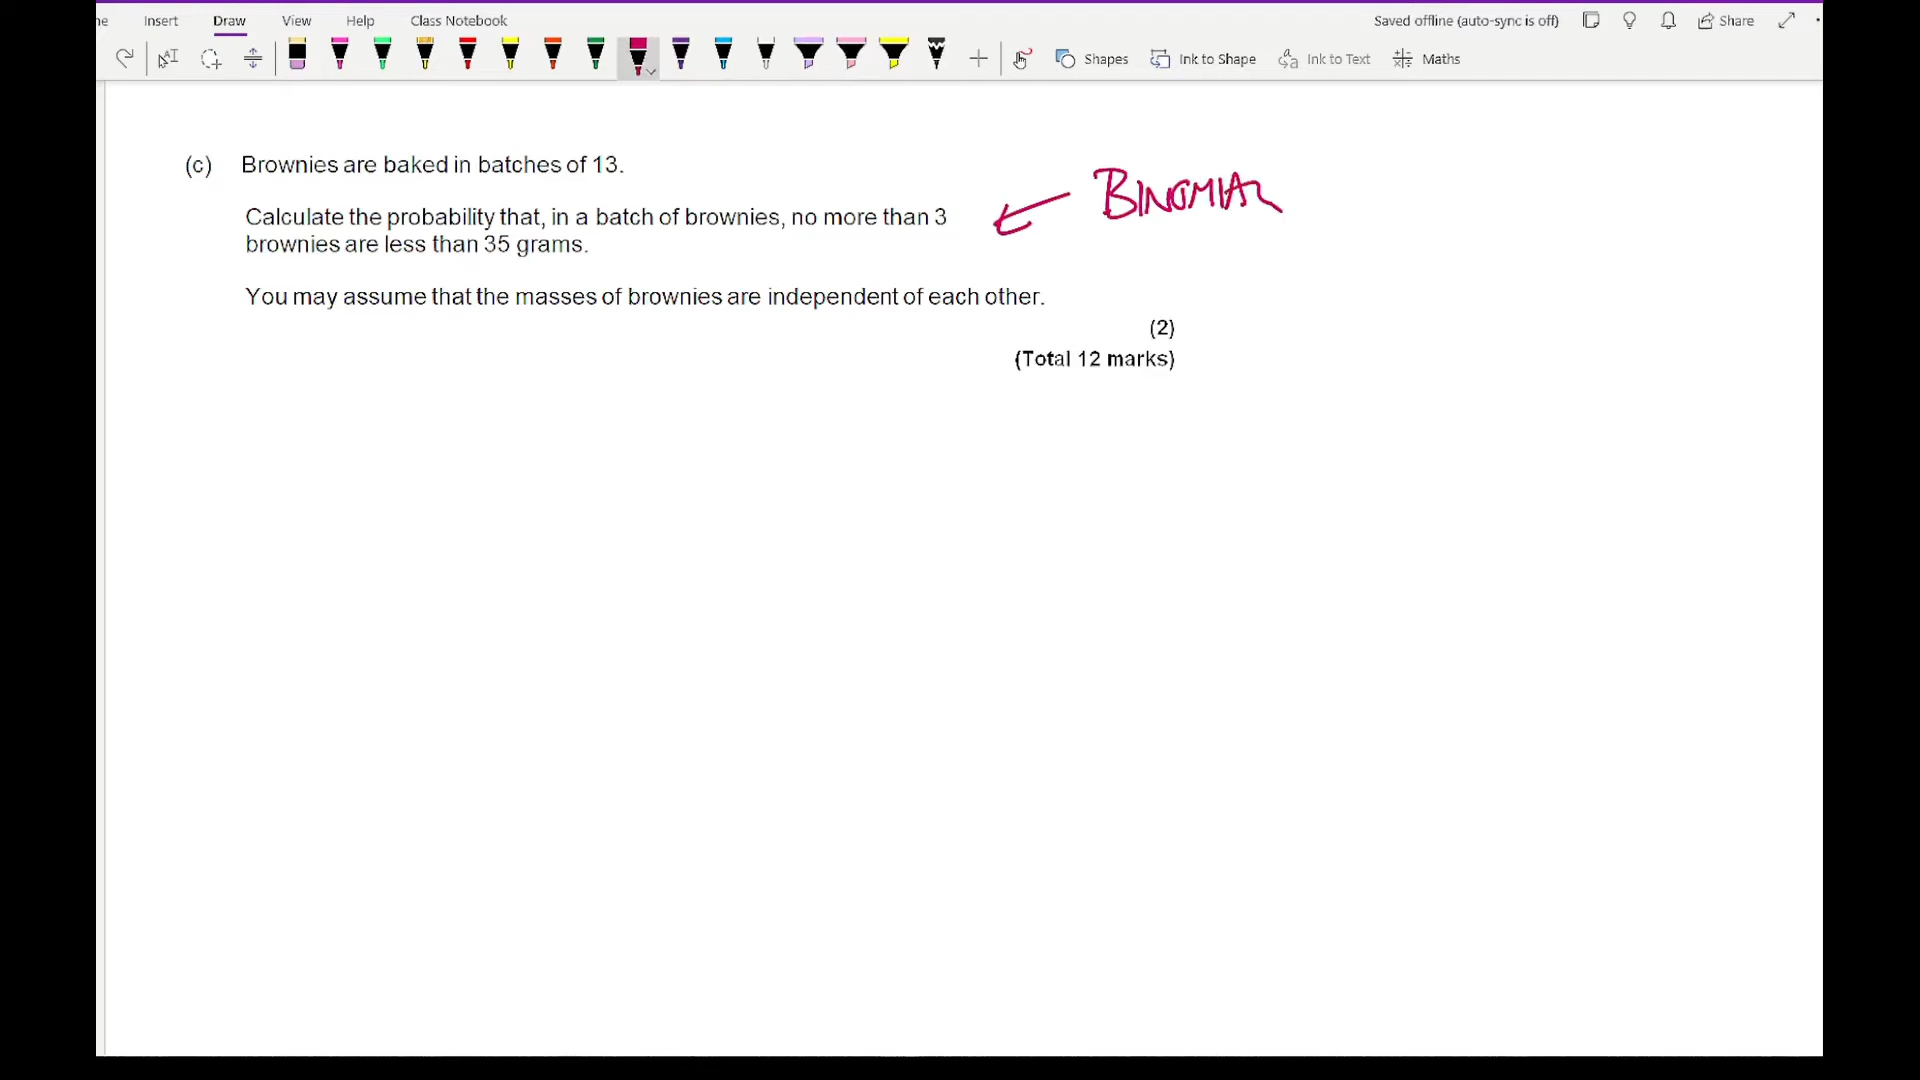 Insert Draw View Help Class Notebook Saved offline (auto-sync is off) Share
Shapes Ink to Shape Ink to Text Maths
(c) Brownies are baked in batches of 13.
BINOMIAL
Calculate the probability that, in a batch of brownies, no more than 3
brownies are less than 35 grams.
You may assume that the masses of brownies are independent of each other.
(2)
(Total 12 marks)